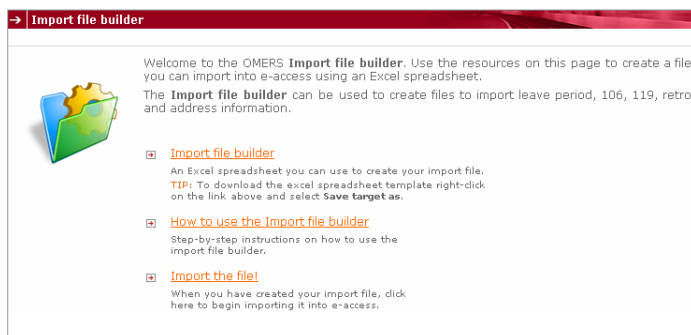 Import file builder
Welcome to the OMERS Import file builder. Use the resources on this page to create a file
you can import into e-access using an Excel spreadsheet.
The Import file builder can be used to create files to import leave period, 106, 119, retro
and address information.
Import file builder
An Excel spreadsheet you can use to create your import file.
TIP: To download the excel spreadsheet template right-click
on the link above and select Save target as.
How to use the Import file builder
Step-by-step instructions on how to use the
import file builder.
Import the file!
When you have created your import file, click
here to begin importing it into e-access.